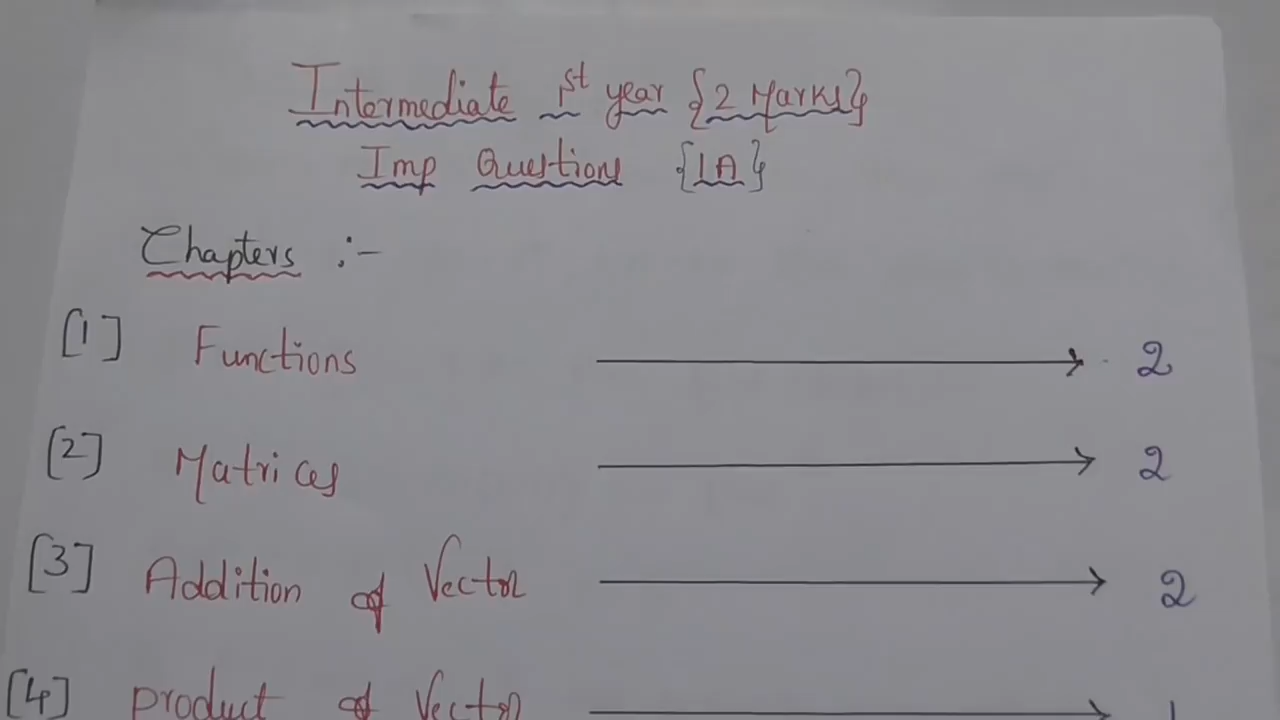 Intermediate 1st year {2 Marks}
Imp Questions {1A}
Chapters :-
[1] Functions → 2
[2] Matrices → 2
[3] Addition of Vector → 2
[4] product of Vector → 1